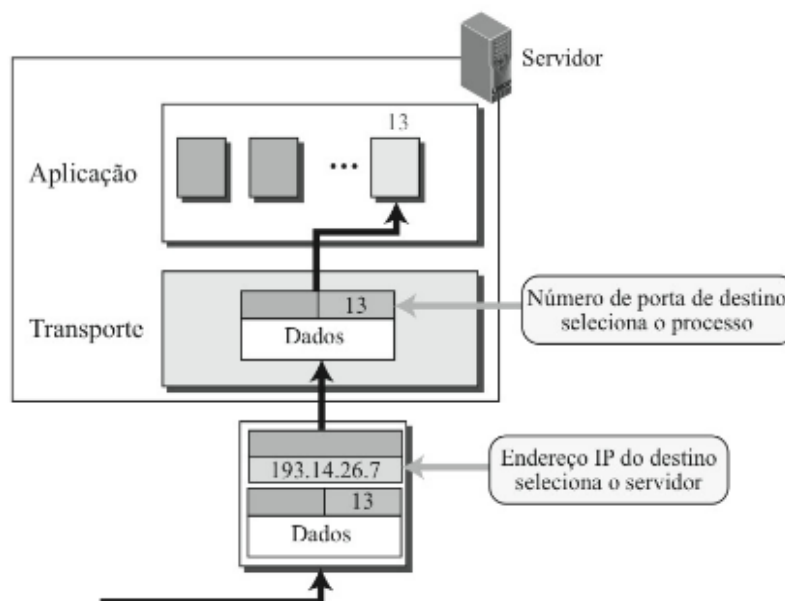 Servidor
13
Aplicação
...
13
Número de porta de destino
seleciona o processo
Transporte
Dados
193.14.26.7
Endereço IP do destino
seleciona o servidor
13
Dados